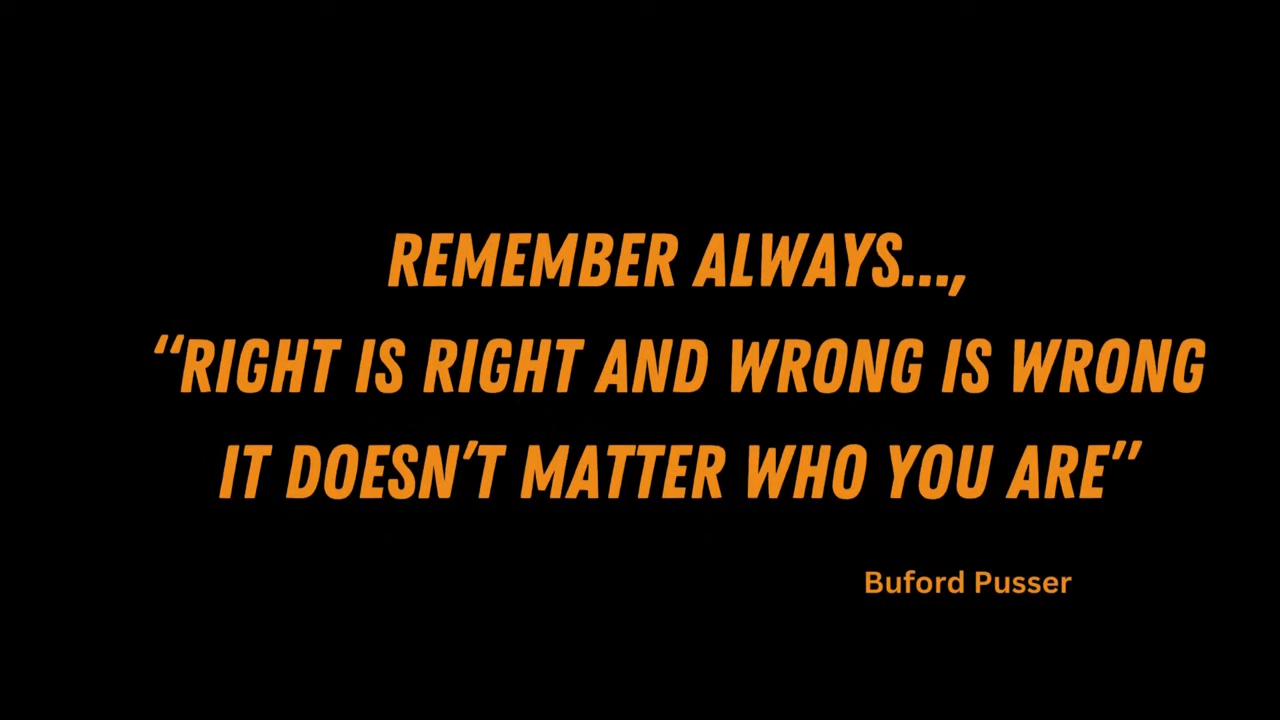 REMEMBER ALWAYS...,
“RIGHT IS RIGHT AND WRONG IS WRONG
IT DOESN’T MATTER WHO YOU ARE”
Buford Pusser